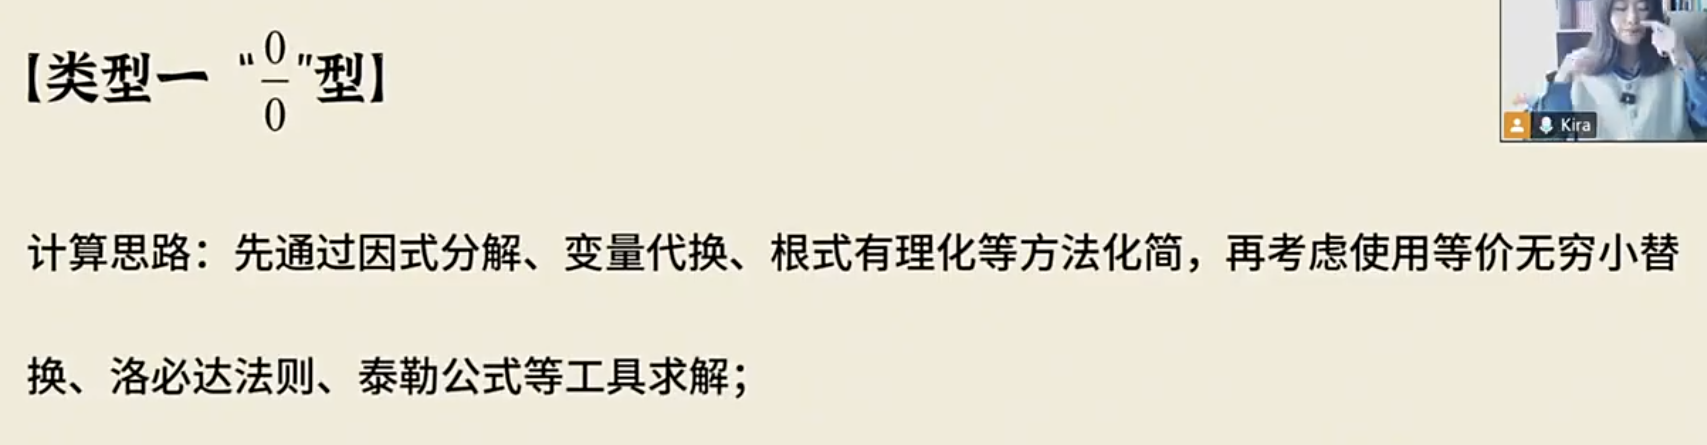 【类型一 “0/0”型】
Kira
计算思路：先通过因式分解、变量代换、根式有理化等方法化简，再考虑使用等价无穷小替
换、洛必达法则、泰勒公式等工具求解；